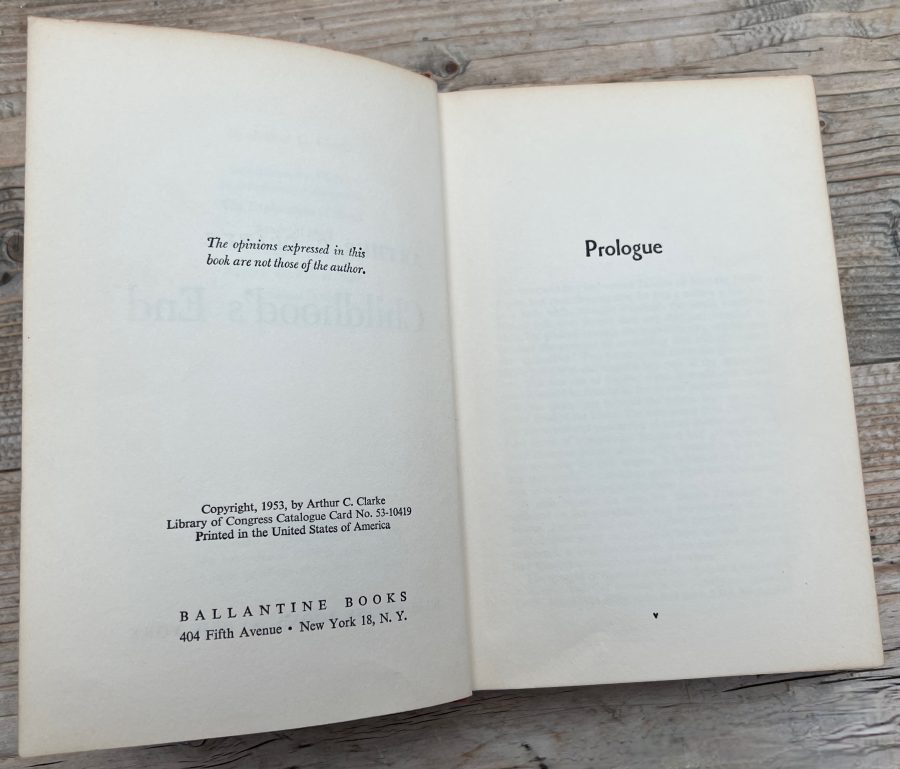 The opinions expressed in this
book are not those of the author.
Childhood's End
Copyright, 1953, by Arthur C. Clarke
Library of Congress Catalogue Card No. 53-10419
Printed in the United States of America
BALLANTINE BOOKS
404 Fifth Avenue • New York 18, N. Y.
Prologue
v